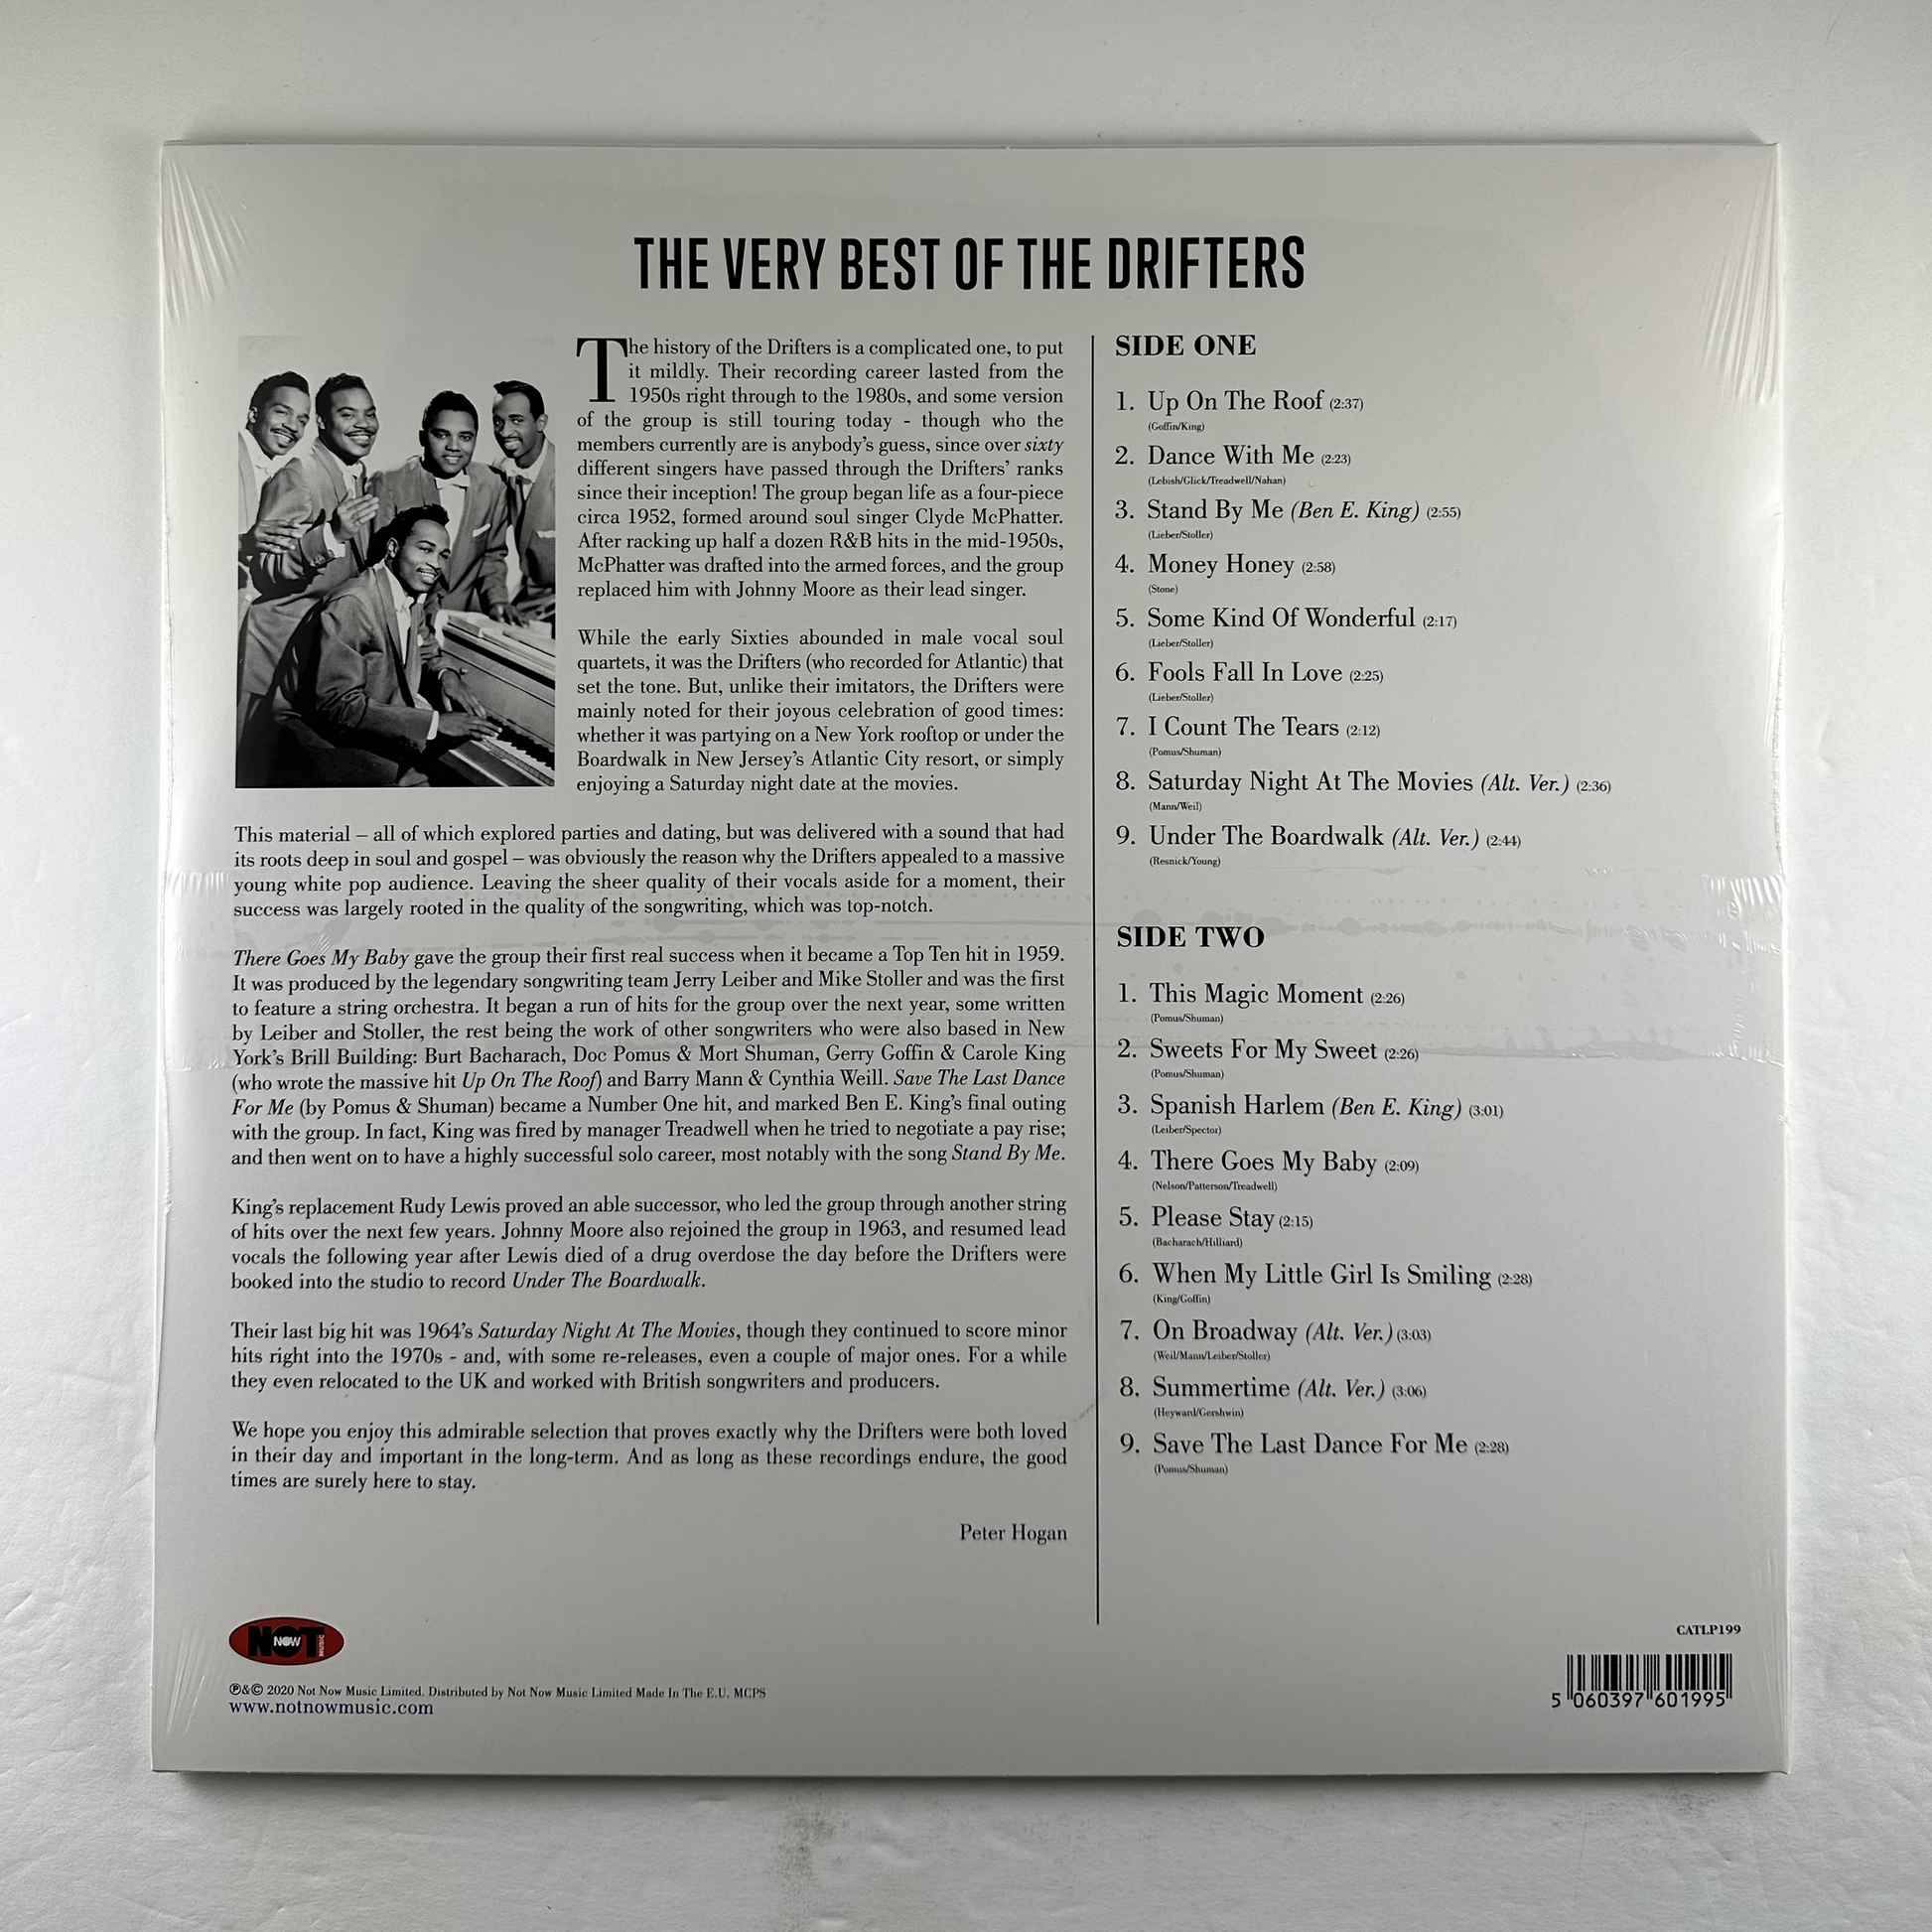 THE VERY BEST OF THE DRIFTERS
The history of the Drifters is a complicated one, to put
it mildly. Their recording career lasted from the
1950s right through to the 1980s, and some version
of the group is still touring today - though who the
members currently are is anybody's guess, since over sixty
different singers have passed through the Drifters' ranks
since their inception! The group began life as a four-piece
circa 1952, formed around soul singer Clyde McPhatter.
After racking up half a dozen R&B hits in the mid-1950s,
McPhatter was drafted into the armed forces, and the group
replaced him with Johnny Moore as their lead singer.
While the early Sixties abounded in male vocal soul
quartets, it was the Drifters (who recorded for Atlantic) that
set the tone. But, unlike their imitators, the Drifters were
mainly noted for their joyous celebration of good times:
whether it was partying on a New York rooftop or under the
Boardwalk in New Jersey's Atlantic City resort, or simply
enjoying a Saturday night date at the movies.
This material – all of which explored parties and dating, but was delivered with a sound that had
its roots deep in soul and gospel – was obviously the reason why the Drifters appealed to a massive
young white pop audience. Leaving the sheer quality of their vocals aside for a moment, their
success was largely rooted in the quality of the songwriting, which was top-notch.
There Goes My Baby gave the group their first real success when it became a Top Ten hit in 1959.
It was produced by the legendary songwriting team Jerry Leiber and Mike Stoller and was the first
to feature a string orchestra. It began a run of hits for the group over the next year, some written
by Leiber and Stoller, the rest being the work of other songwriters who were also based in New
York's Brill Building: Burt Bacharach, Doc Pomus & Mort Shuman, Gerry Goffin & Carole King
(who wrote the massive hit Up On The Roof) and Barry Mann & Cynthia Weill. Save The Last Dance
For Me (by Pomus & Shuman) became a Number One hit, and marked Ben E. King's final outing
with the group. In fact, King was fired by manager Treadwell when he tried to negotiate a pay rise;
and then went on to have a highly successful solo career, most notably with the song Stand By Me.
King's replacement Rudy Lewis proved an able successor, who led the group through another string
of hits over the next few years. Johnny Moore also rejoined the group in 1963, and resumed lead
vocals the following year after Lewis died of a drug overdose the day before the Drifters were
booked into the studio to record Under The Boardwalk.
Their last big hit was 1964's Saturday Night At The Movies, though they continued to score minor
hits right into the 1970s - and, with some re-releases, even a couple of major ones. For a while
they even relocated to the UK and worked with British songwriters and producers.
We hope you enjoy this admirable selection that proves exactly why the Drifters were both loved
in their day and important in the long-term. And as long as these recordings endure, the good
times are surely here to stay.
Peter Hogan
SIDE ONE
1. Up On The Roof (2:37)
(Goffin/King)
2. Dance With Me (2:23)
(Lebish/Glick/Treadwell/Nahan)
3. Stand By Me (Ben E. King) (2:55)
(Lieber/Stoller)
4. Money Honey (2:58)
(Stone)
5. Some Kind Of Wonderful (2:17)
(Lieber/Stoller)
6. Fools Fall In Love (2:25)
(Lieber/Stoller)
7. I Count The Tears (2:12)
(Pomus/Shuman)
8. Saturday Night At The Movies (Alt. Ver.) (2:36)
(Mann/Weil)
9. Under The Boardwalk (Alt. Ver.) (2:44)
(Resnick/Young)
SIDE TWO
1. This Magic Moment (2:26)
(Pomus/Shuman)
2. Sweets For My Sweet (2:26)
(Pomus/Shuman)
3. Spanish Harlem (Ben E. King) (3:01)
(Leiber/Spector)
4. There Goes My Baby (2:09)
(Nelson/Patterson/Treadwell)
5. Please Stay (2:15)
(Bacharach/Hilliard)
6. When My Little Girl Is Smiling (2:28)
(King/Goffin)
7. On Broadway (Alt. Ver.) (3:03)
(Weil/Mann/Leiber/Stoller)
8. Summertime (Alt. Ver.) (3:06)
(Heyward/Gershwin)
9. Save The Last Dance For Me (2:28)
(Pomus/Shuman)
NOT NOW MUSIC
℗&© 2020 Not Now Music Limited. Distributed by Not Now Music Limited Made In The E.U. MCPS
www.notnowmusic.com
CATLP199
5 060397 601995